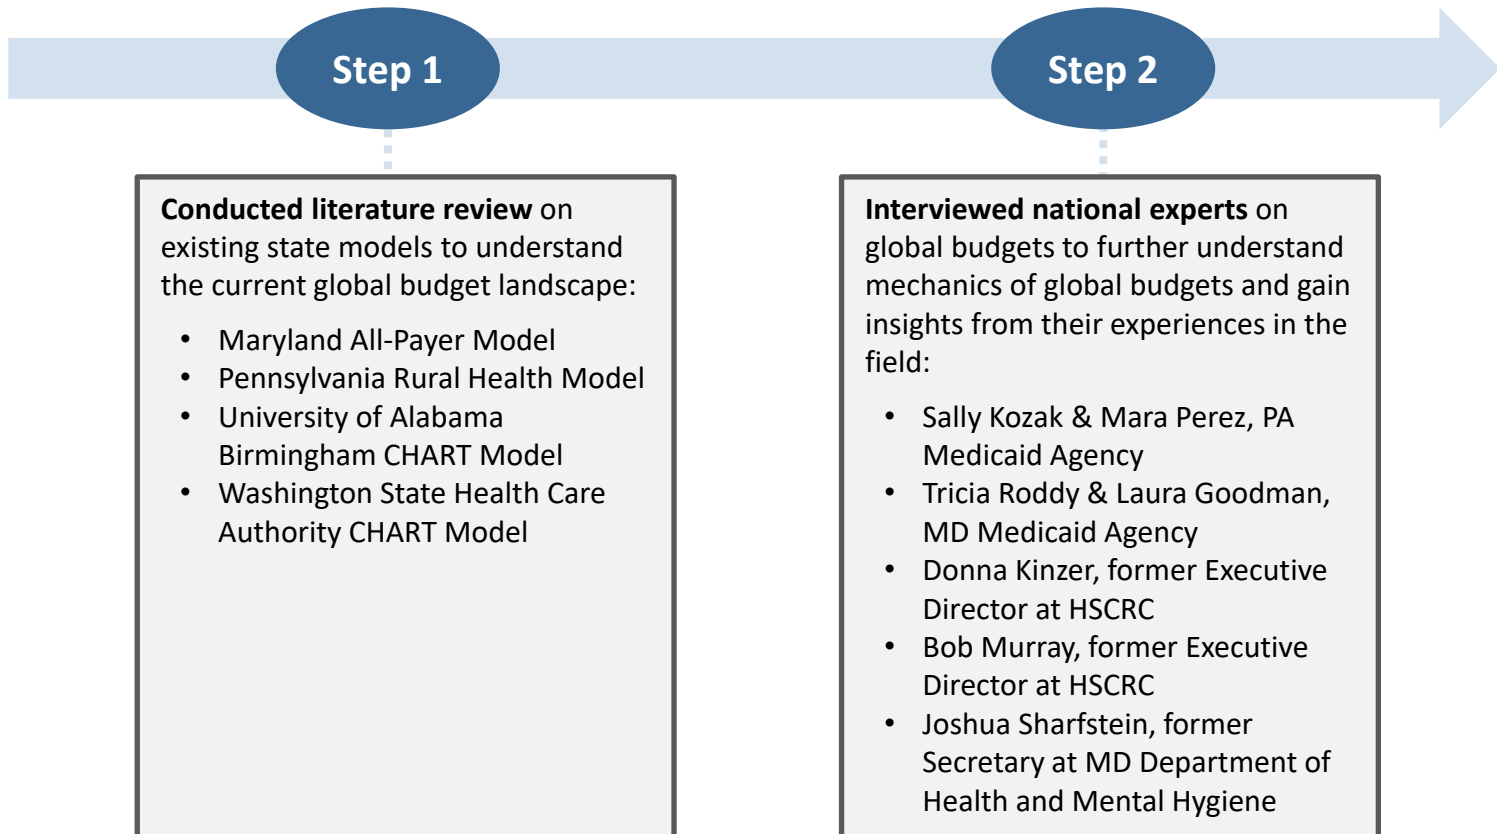 Step 1
Step 2
Conducted literature review on
existing state models to understand
the current global budget landscape:
• Maryland All-Payer Model
• Pennsylvania Rural Health Model
• University of Alabama
Birmingham CHART Model
• Washington State Health Care
Authority CHART Model
Interviewed national experts on
global budgets to further understand
mechanics of global budgets and gain
insights from their experiences in the
field:
• Sally Kozak & Mara Perez, PA
Medicaid Agency
• Tricia Roddy & Laura Goodman,
MD Medicaid Agency
• Donna Kinzer, former Executive
Director at HSCRC
• Bob Murray, former Executive
Director at HSCRC
• Joshua Sharfstein, former
Secretary at MD Department of
Health and Mental Hygiene